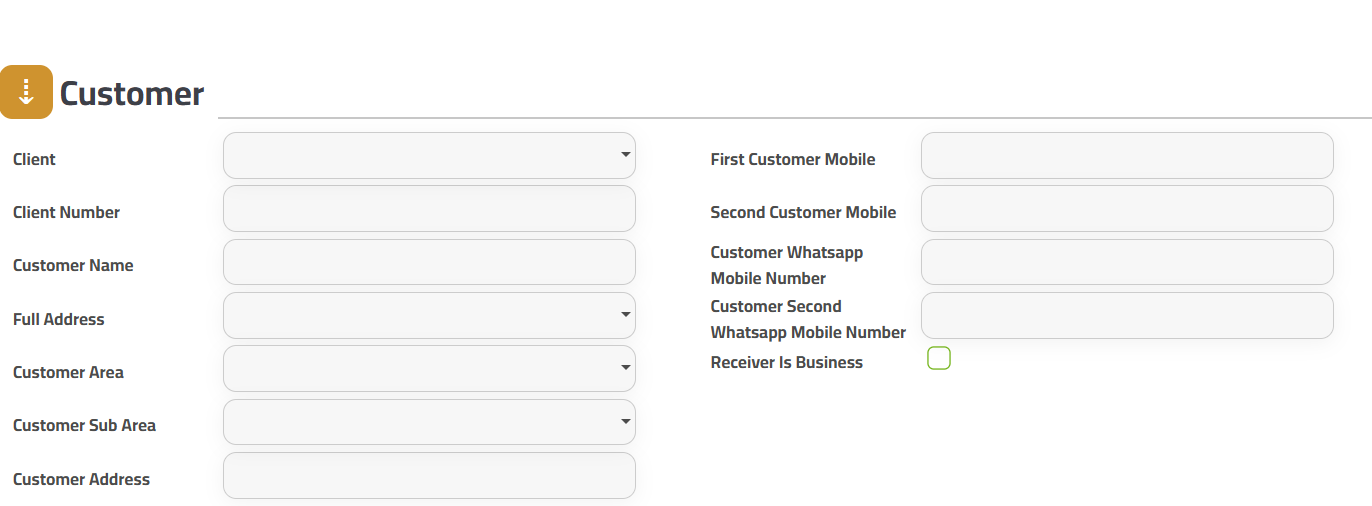 Customer
Client
Client Number
Customer Name
Full Address
Customer Area
Customer Sub Area
Customer Address
First Customer Mobile
Second Customer Mobile
Customer Whatsapp
Mobile Number
Customer Second
Whatsapp Mobile Number
Receiver Is Business